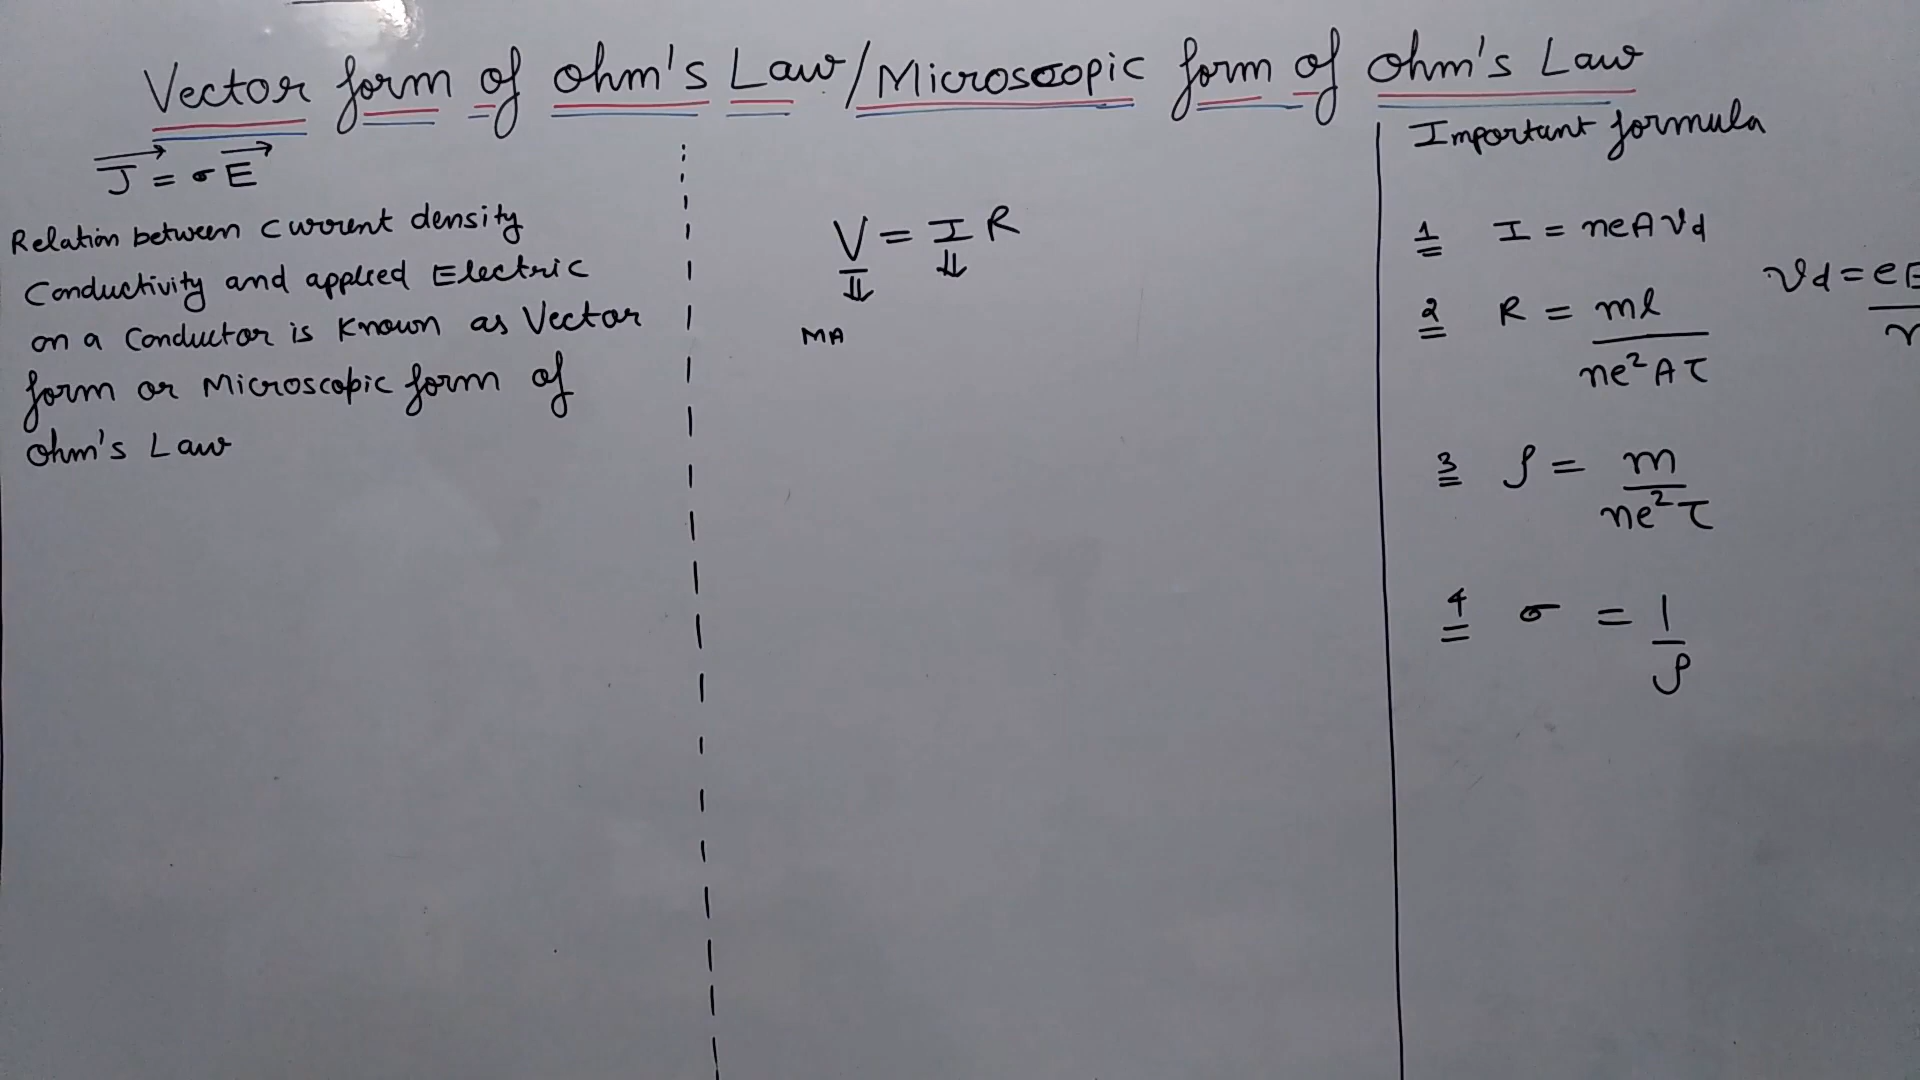 Vector form of ohm's Law/Microscopic form of ohm's Law
J = σE
Relation between current density
Conductivity and applied Electric
on a Conductor is Known as Vector
form or Microscopic form of
ohm's Law
V = I R
MA
Important formula
1 I = neAVd
2 R = ml
ne²Aτ
Vd = eE
3 ρ = m
ne²τ
4 σ = 1
ρ